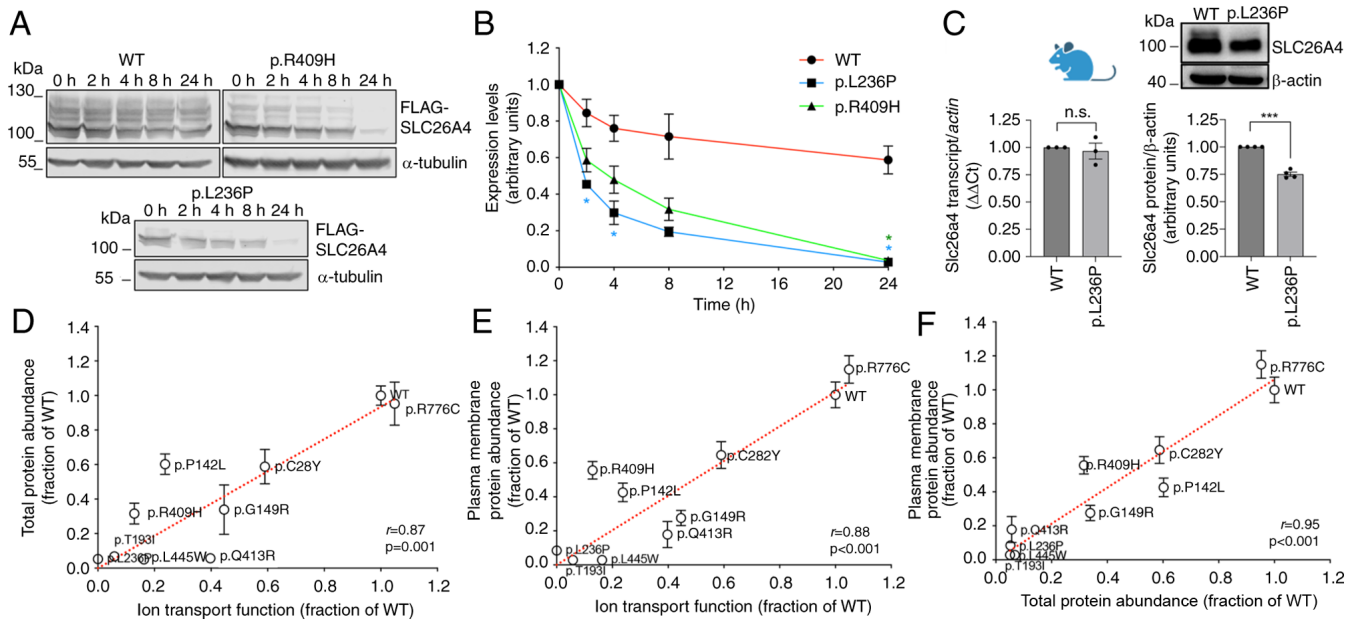 A
WT
p.R409H
kDa
0 h 2 h 4 h 8 h 24 h
0 h 2 h 4 h 8 h 24 h
130
100
55
FLAG-
SLC26A4
α-tubulin
p.L236P
kDa
0 h 2 h 4 h 8 h 24 h
100
55
FLAG-
SLC26A4
α-tubulin
B
Expression levels
(arbitrary units)
1.2
1.0
0.8
0.6
0.4
0.2
0.0
0 4 8 12 16 20 24
Time (h)
WT
p.L236P
p.R409H
*
*
*
*
C
kDa
WT p.L236P
100
SLC26A4
40
β-actin
Slc26a4 transcript/actin
(ΔΔCt)
1.25
1.00
0.75
0.50
0.25
0.00
n.s.
WT
p.L236P
Slc26a4 protein/β-actin
(arbitrary units)
1.25
1.00
0.75
0.50
0.25
0.00
***
WT
p.L236P
D
Total protein abundance
(fraction of WT)
1.4
1.2
1.0
0.8
0.6
0.4
0.2
0.0
WT
p.R776C
p.P142L
p.C28Y
p.R409H
p.G149R
p.T193I
p.L236P
p.L445W
p.Q413R
r=0.87
p=0.001
0.0 0.2 0.4 0.6 0.8 1.0 1.2
Ion transport function (fraction of WT)
E
Plasma membrane
protein abundance
(fraction of WT)
1.4
1.2
1.0
0.8
0.6
0.4
0.2
0.0
p.R776C
WT
p.C282Y
p.R409H
p.P142L
p.G149R
p.Q413R
p.L236P
p.L445W
p.T193I
r=0.88
p<0.001
0.0 0.2 0.4 0.6 0.8 1.0 1.2
Ion transport function (fraction of WT)
F
Plasma membrane
protein abundance
(fraction of WT)
1.4
1.2
1.0
0.8
0.6
0.4
0.2
0.0
p.R776C
WT
p.C282Y
p.R409H
p.P142L
p.G149R
p.Q413R
p.L236P
p.L445W
p.T193I
r=0.95
p<0.001
0.0 0.2 0.4 0.6 0.8 1.0 1.2
Total protein abundance (fraction of WT)